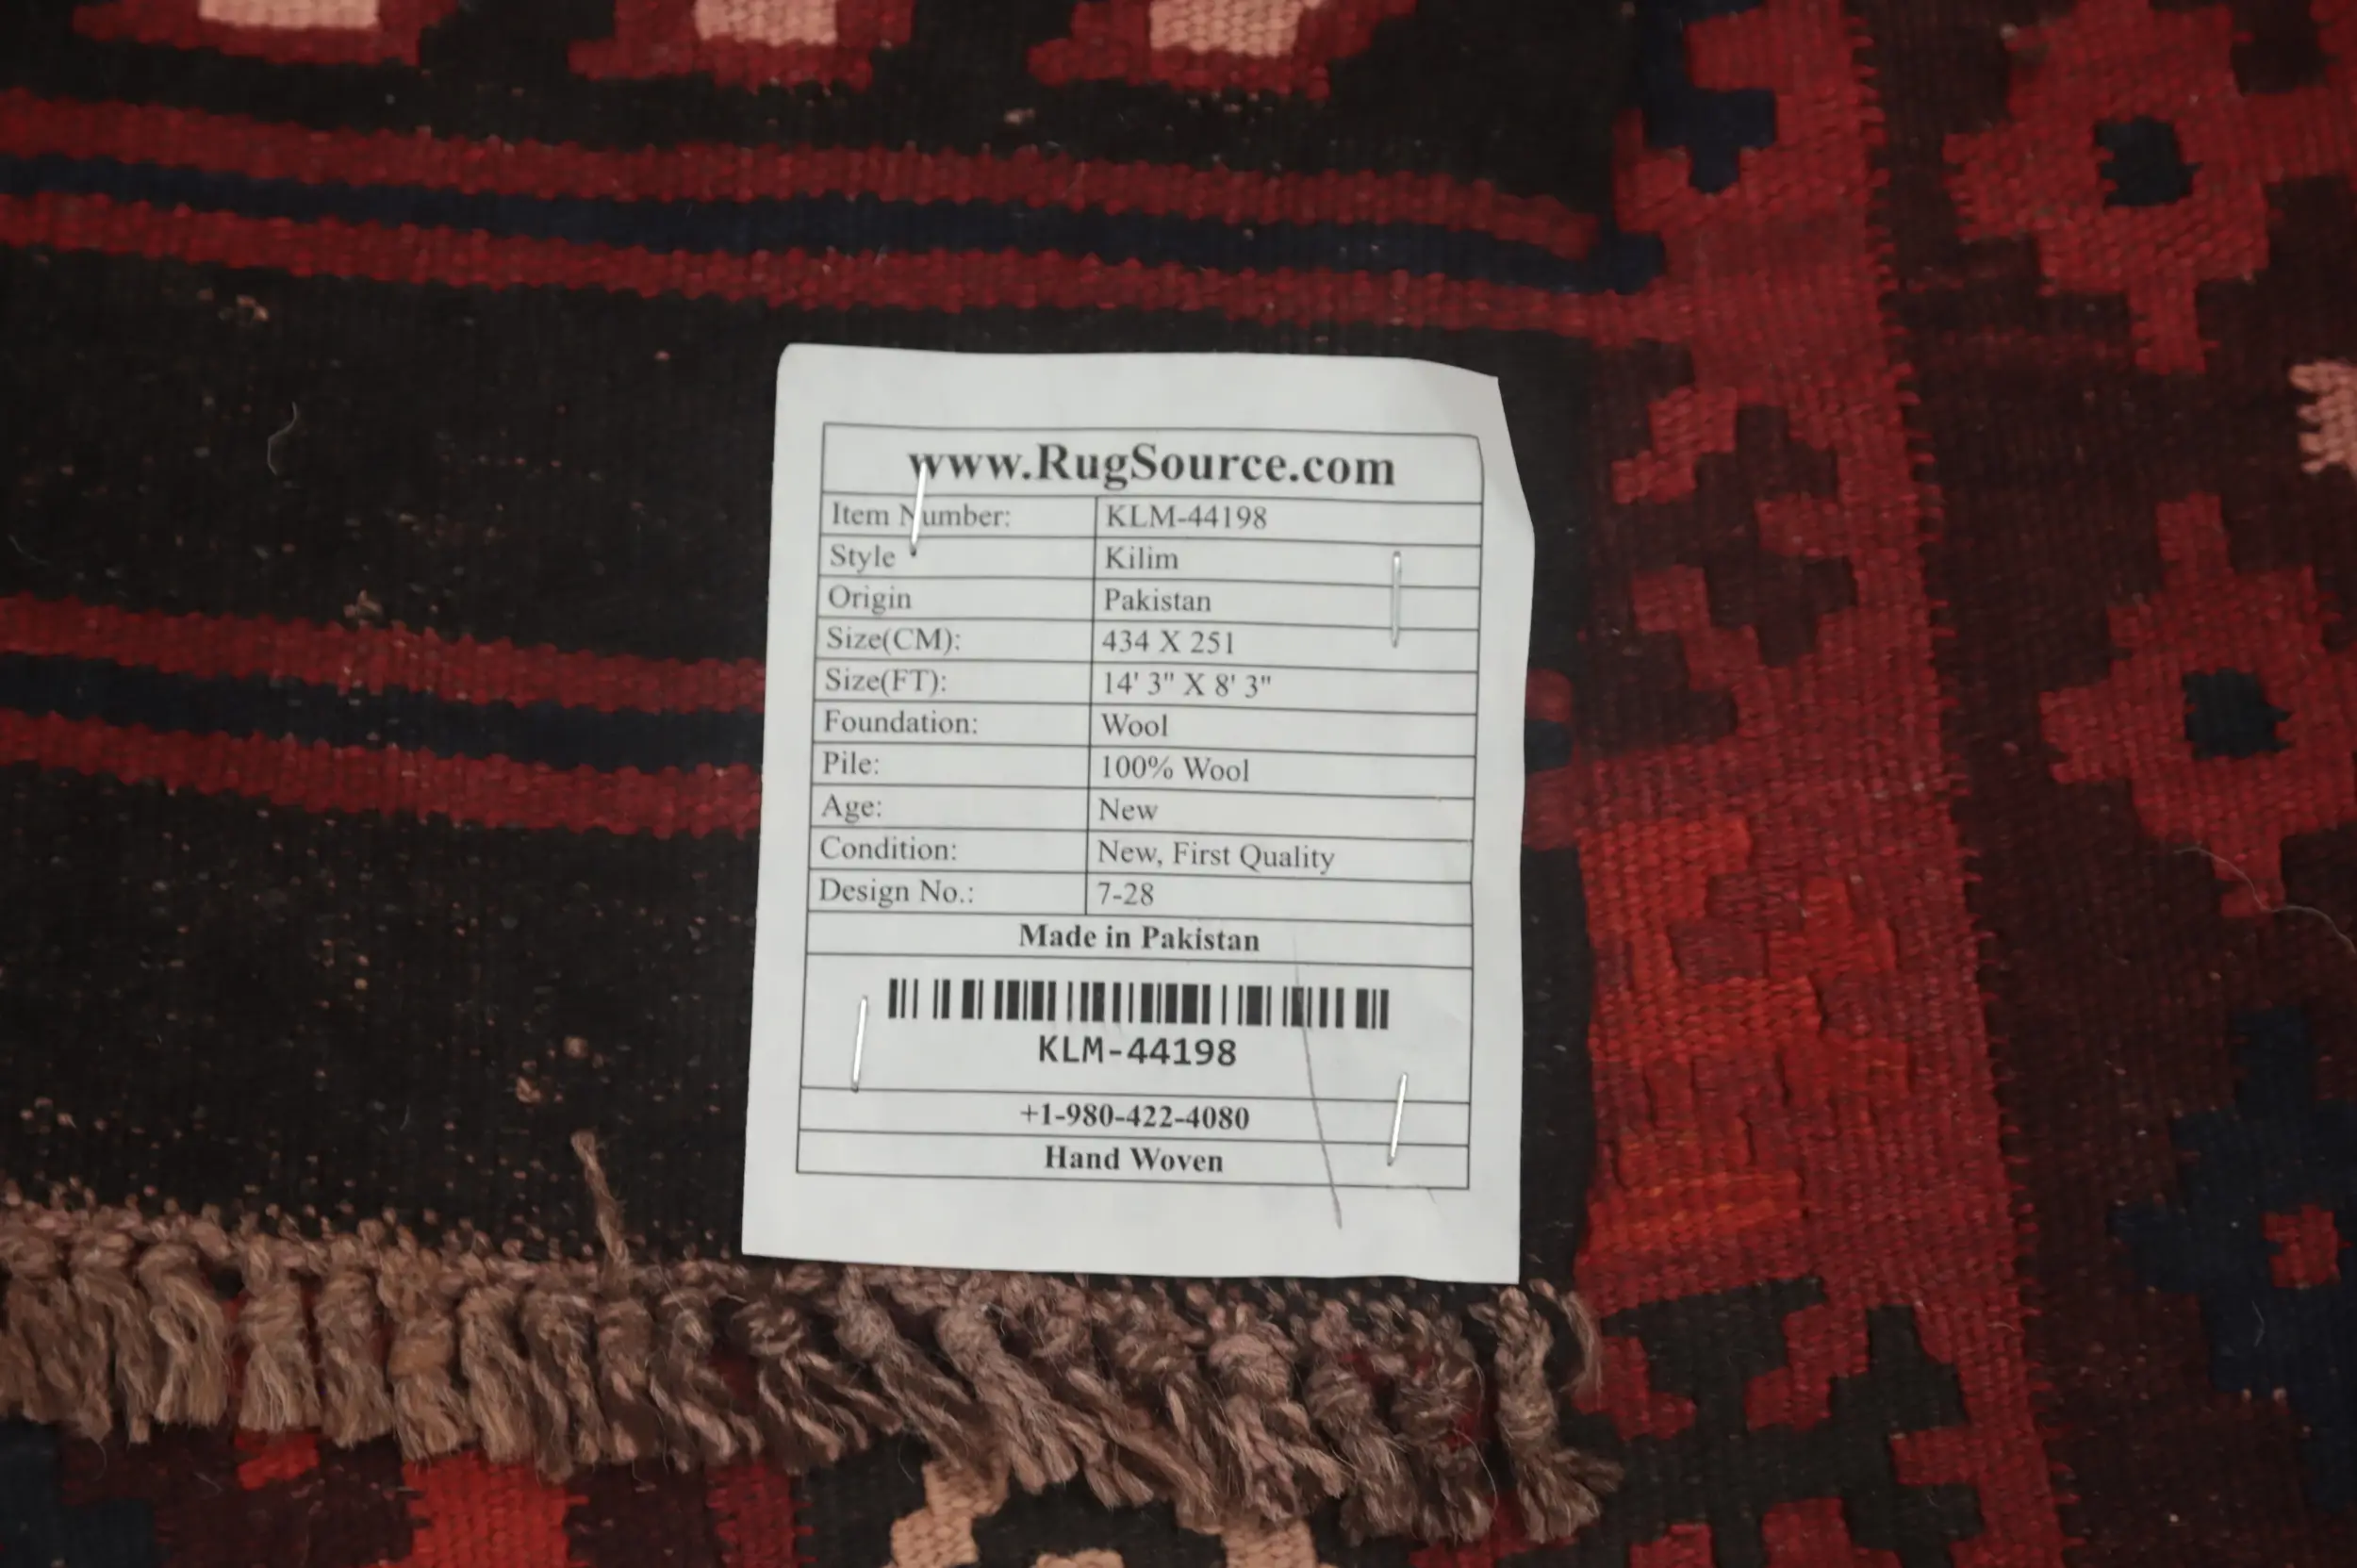 www.RugSource.com
Item Number: KLM-44198
Style Kilim
Origin Pakistan
Size(CM): 434 X 251
Size(FT): 14' 3" X 8' 3"
Foundation: Wool
Pile: 100% Wool
Age: New
Condition: New, First Quality
Design No.: 7-28
Made in Pakistan
KLM-44198
+1-980-422-4080
Hand Woven